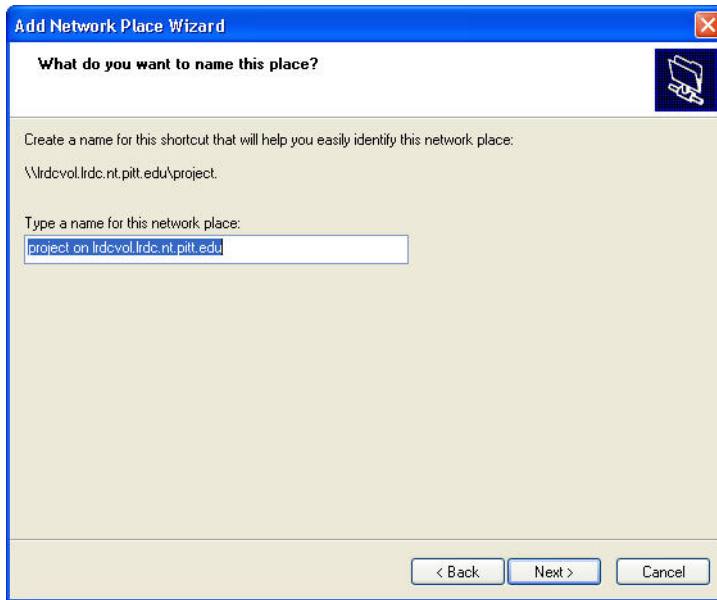 Add Network Place Wizard
What do you want to name this place?
Create a name for this shortcut that will help you easily identify this network place:
\\lrdcvol.lrdc.nt.pitt.edu\project.
Type a name for this network place:
project on lrdcvol.lrdc.nt.pitt.edu
< Back Next > Cancel